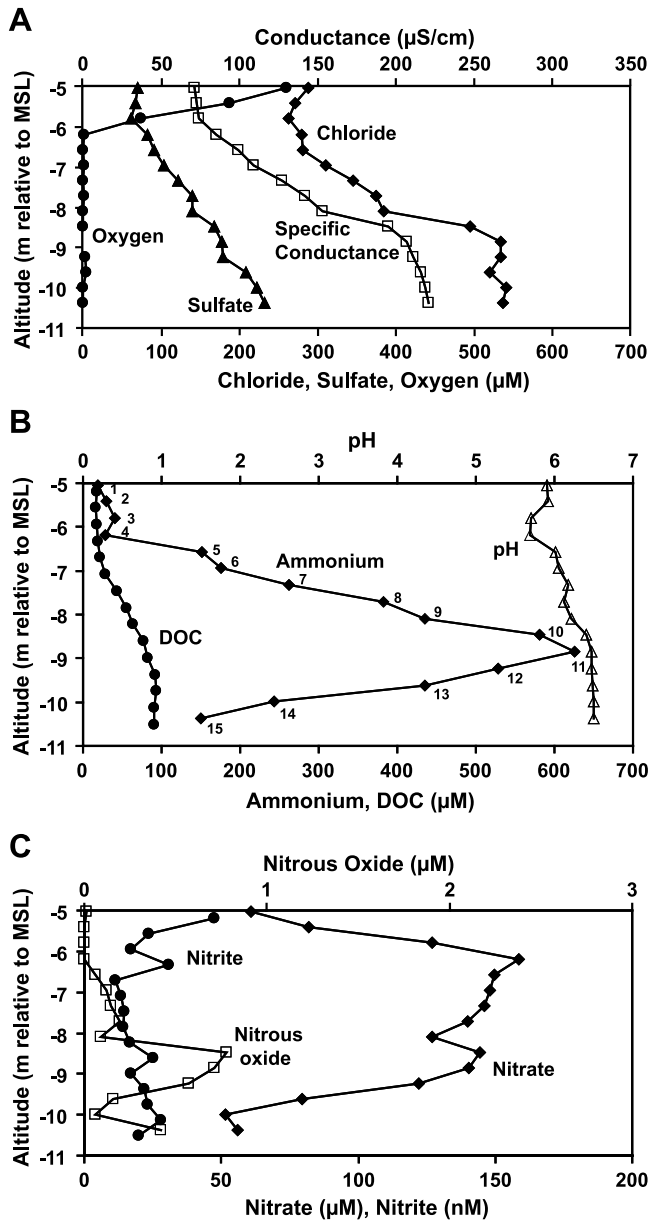 A
Conductance (µS/cm)
0 50 100 150 200 250 300 350
Altitude (m relative to MSL)
-5
-6
-7
-8
-9
-10
-11
Chloride
Oxygen
Specific
Conductance
Sulfate
0 100 200 300 400 500 600 700
Chloride, Sulfate, Oxygen (µM)
B
pH
0 1 2 3 4 5 6 7
Altitude (m relative to MSL)
-5
-6
-7
-8
-9
-10
-11
1
2
3
4
5
6
7
8
9
10
11
12
13
14
15
Ammonium
pH
DOC
0 100 200 300 400 500 600 700
Ammonium, DOC (µM)
C
Nitrous Oxide (µM)
0 1 2 3
Altitude (m relative to MSL)
-5
-6
-7
-8
-9
-10
-11
Nitrite
Nitrous
oxide
Nitrate
0 50 100 150 200
Nitrate (µM), Nitrite (nM)